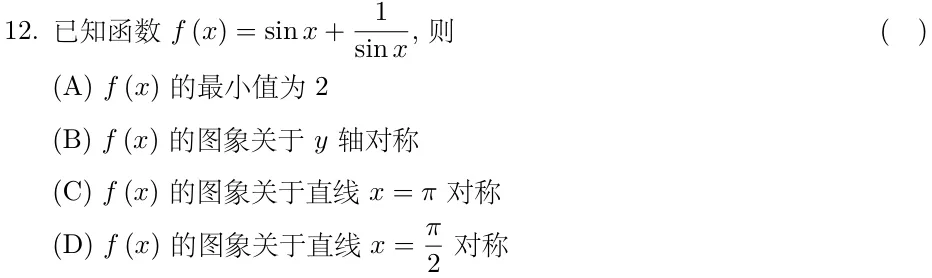 12. 已知函数 f (x) = sin x + \frac{1}{\sin x}, 则 ( )
(A) f (x) 的最小值为 2
(B) f (x) 的图象关于 y 轴对称
(C) f (x) 的图象关于直线 x = π 对称
(D) f (x) 的图象关于直线 x = \frac{π}{2} 对称